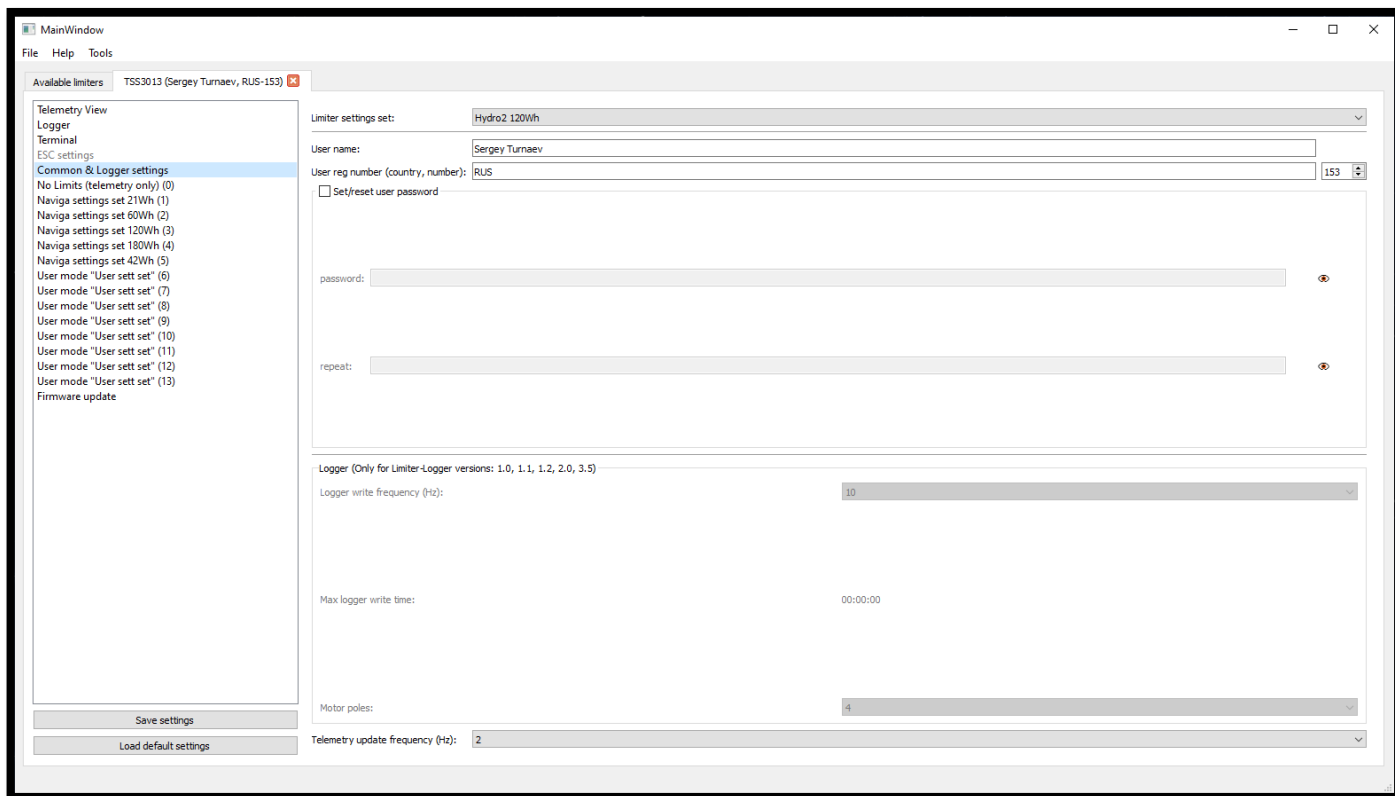 MainWindow
File Help Tools
Available limiters TSS3013 (Sergey Turnaev, RUS-153)
Telemetry View
Logger
Terminal
ESC settings
Common & Logger settings
No Limits (telemetry only) (0)
Naviga settings set 21Wh (1)
Naviga settings set 60Wh (2)
Naviga settings set 120Wh (3)
Naviga settings set 180Wh (4)
Naviga settings set 42Wh (5)
User mode "User sett set" (6)
User mode "User sett set" (7)
User mode "User sett set" (8)
User mode "User sett set" (9)
User mode "User sett set" (10)
User mode "User sett set" (11)
User mode "User sett set" (12)
User mode "User sett set" (13)
Firmware update
Save settings
Load default settings
Limiter settings set: Hydro2 120Wh
User name: Sergey Turnaev
User reg number (country, number): RUS 153
Set/reset user password
password:
repeat:
Logger (Only for Limiter-Logger versions: 1.0, 1.1, 1.2, 2.0, 3.5)
Logger write frequency (Hz): 10
Max logger write time: 00:00:00
Motor poles: 4
Telemetry update frequency (Hz): 2